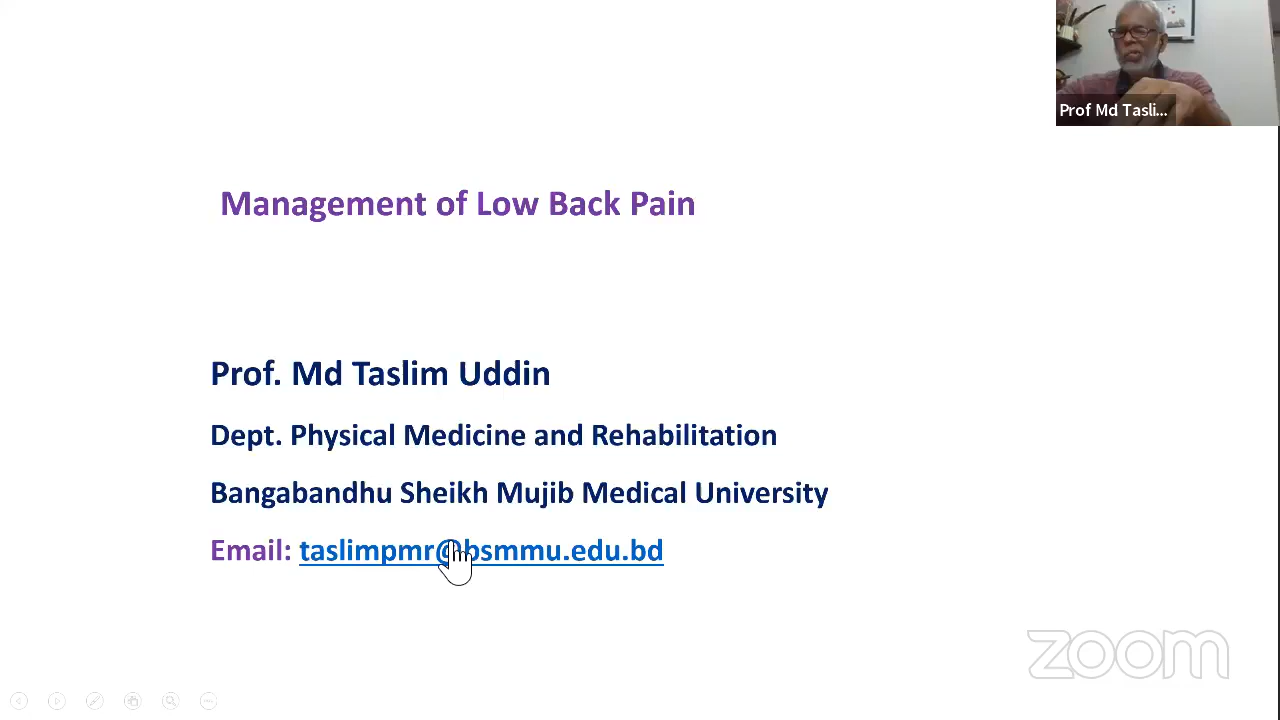 Prof Md Tasli...
Management of Low Back Pain
Prof. Md Taslim Uddin
Dept. Physical Medicine and Rehabilitation
Bangabandhu Sheikh Mujib Medical University
Email: taslimpmr@bsmmu.edu.bd
zoom